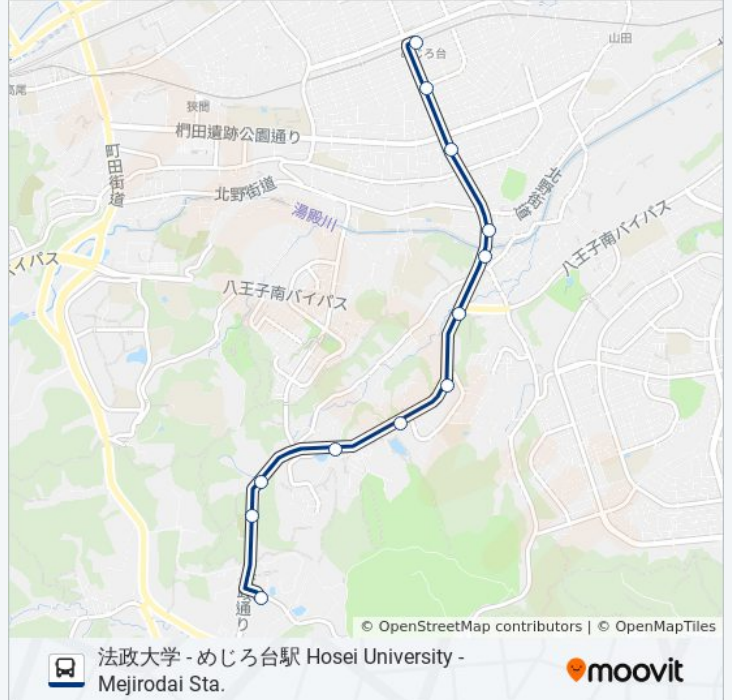 じろ台
山田
高尾
狭間
椚田遺跡公園通り
町田街道
北野街道
北野街道
湯殿川
八王子南バイパス
イパス
八王子南バイパス
通り
© OpenStreetMap contributors | © OpenMapTiles
法政大学 - めじろ台駅 Hosei University -
Mejirodai Sta.
moovit